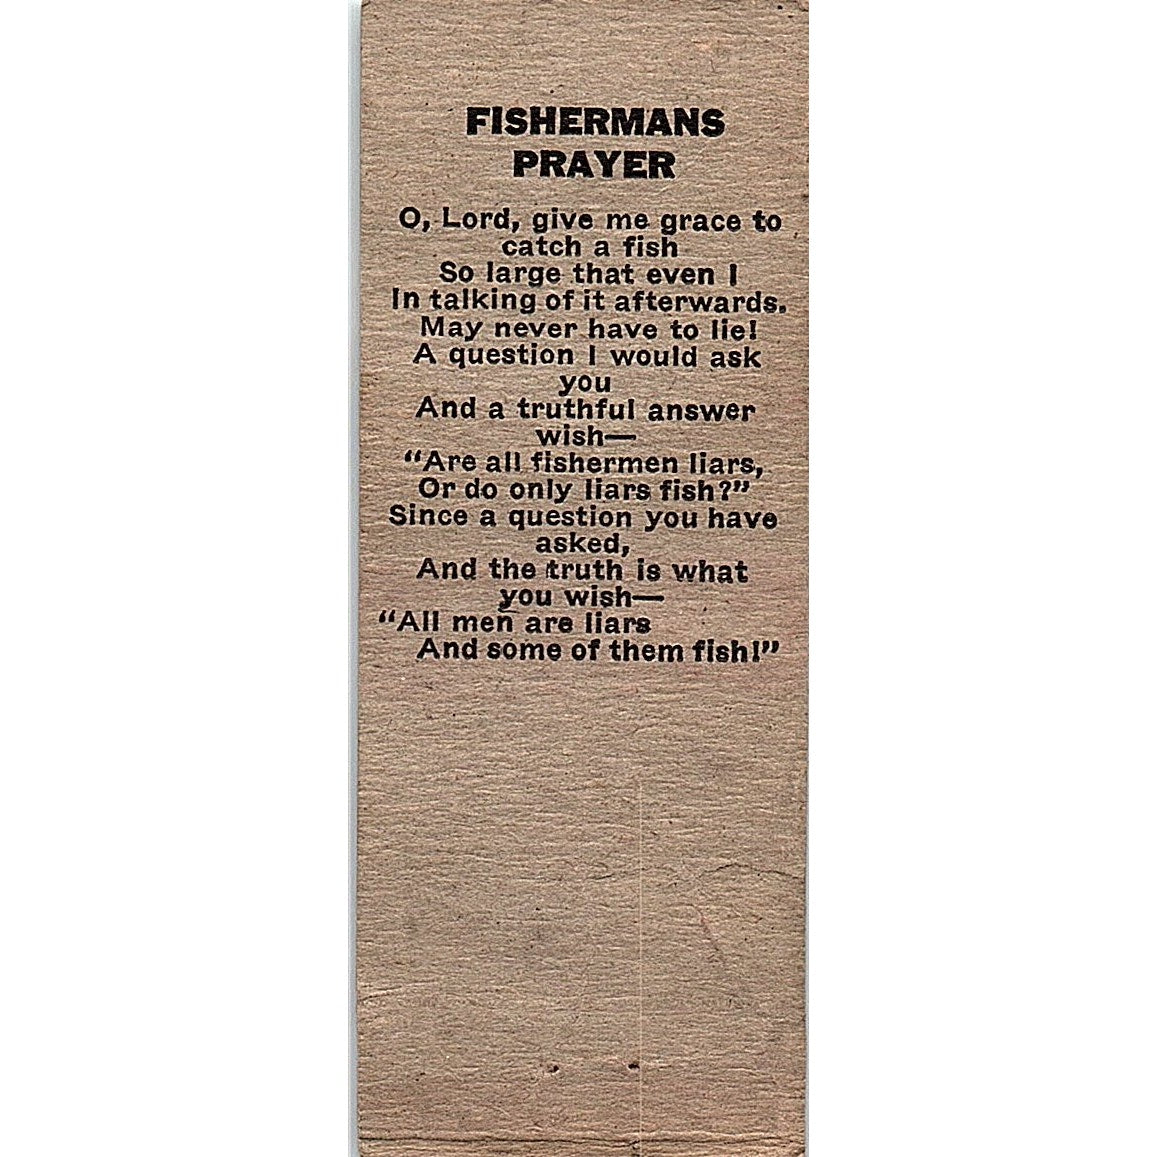 FISHERMANS
PRAYER
O, Lord, give me grace to
catch a fish
So large that even I
In talking of it afterwards.
May never have to lie!
A question I would ask
you
And a truthful answer
wish—
“Are all fishermen liars,
Or do only liars fish?”
Since a question you have
asked,
And the truth is what
you wish—
“All men are liars
And some of them fish!”